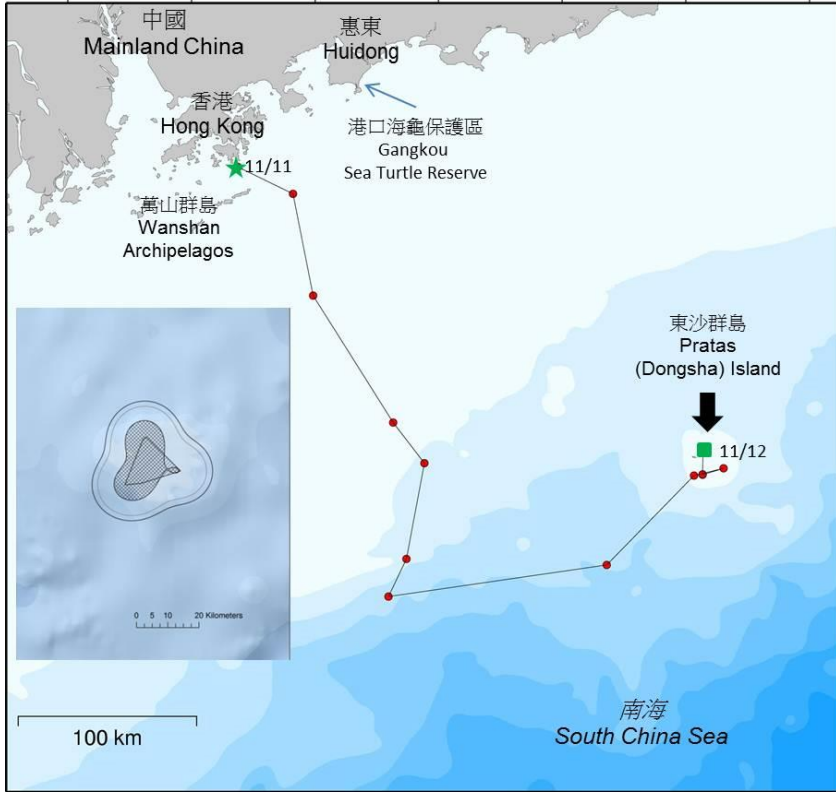 中國
Mainland China
惠東
Huidong
香港
Hong Kong
11/11
港口海龜保護區
Gangkou
Sea Turtle Reserve
萬山群島
Wanshan
Archipelagos
東沙群島
Pratas
(Dongsha) Island
11/12
0 5 10 20 Kilometers
100 km
南海
South China Sea